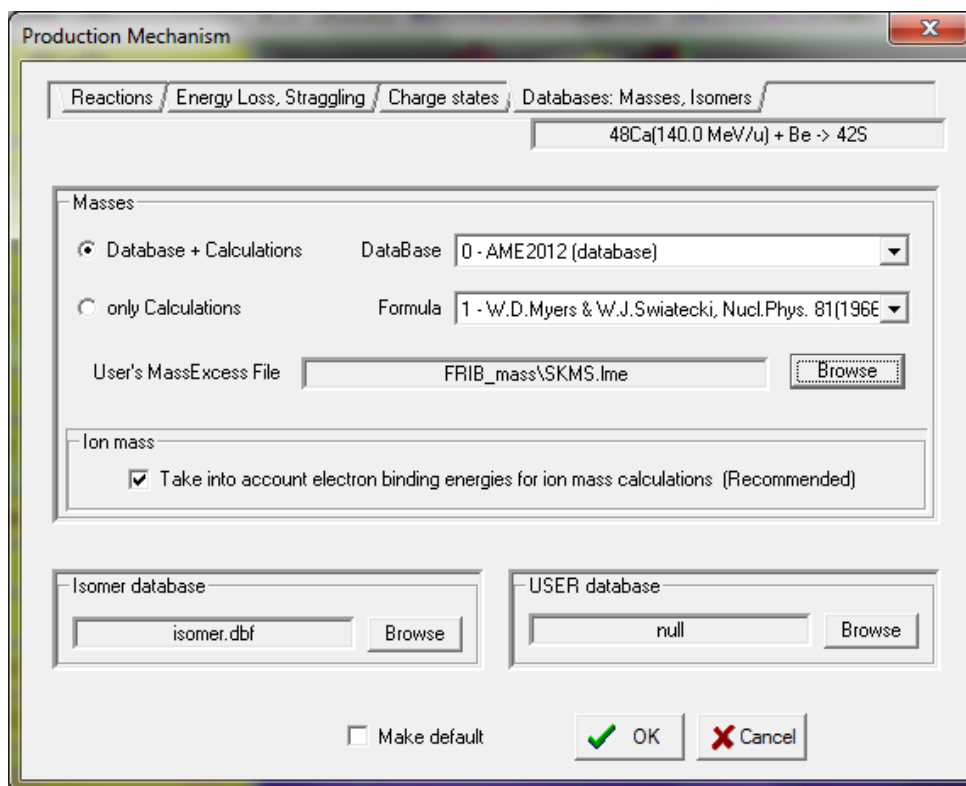 Production Mechanism
Reactions Energy Loss, Straggling Charge states Databases: Masses, Isomers
48Ca(140.0 MeV/u) + Be -> 42S
Masses
Database + Calculations DataBase 0 - AME2012 (database)
only Calculations Formula 1 - W.D.Myers & W.J.Swiatecki, Nucl.Phys. 81(1966
User's MassExcess File FRIB_mass\SKMS.lme Browse
Ion mass
Take into account electron binding energies for ion mass calculations (Recommended)
Isomer database USER database
isomer.dbf Browse null Browse
Make default OK Cancel